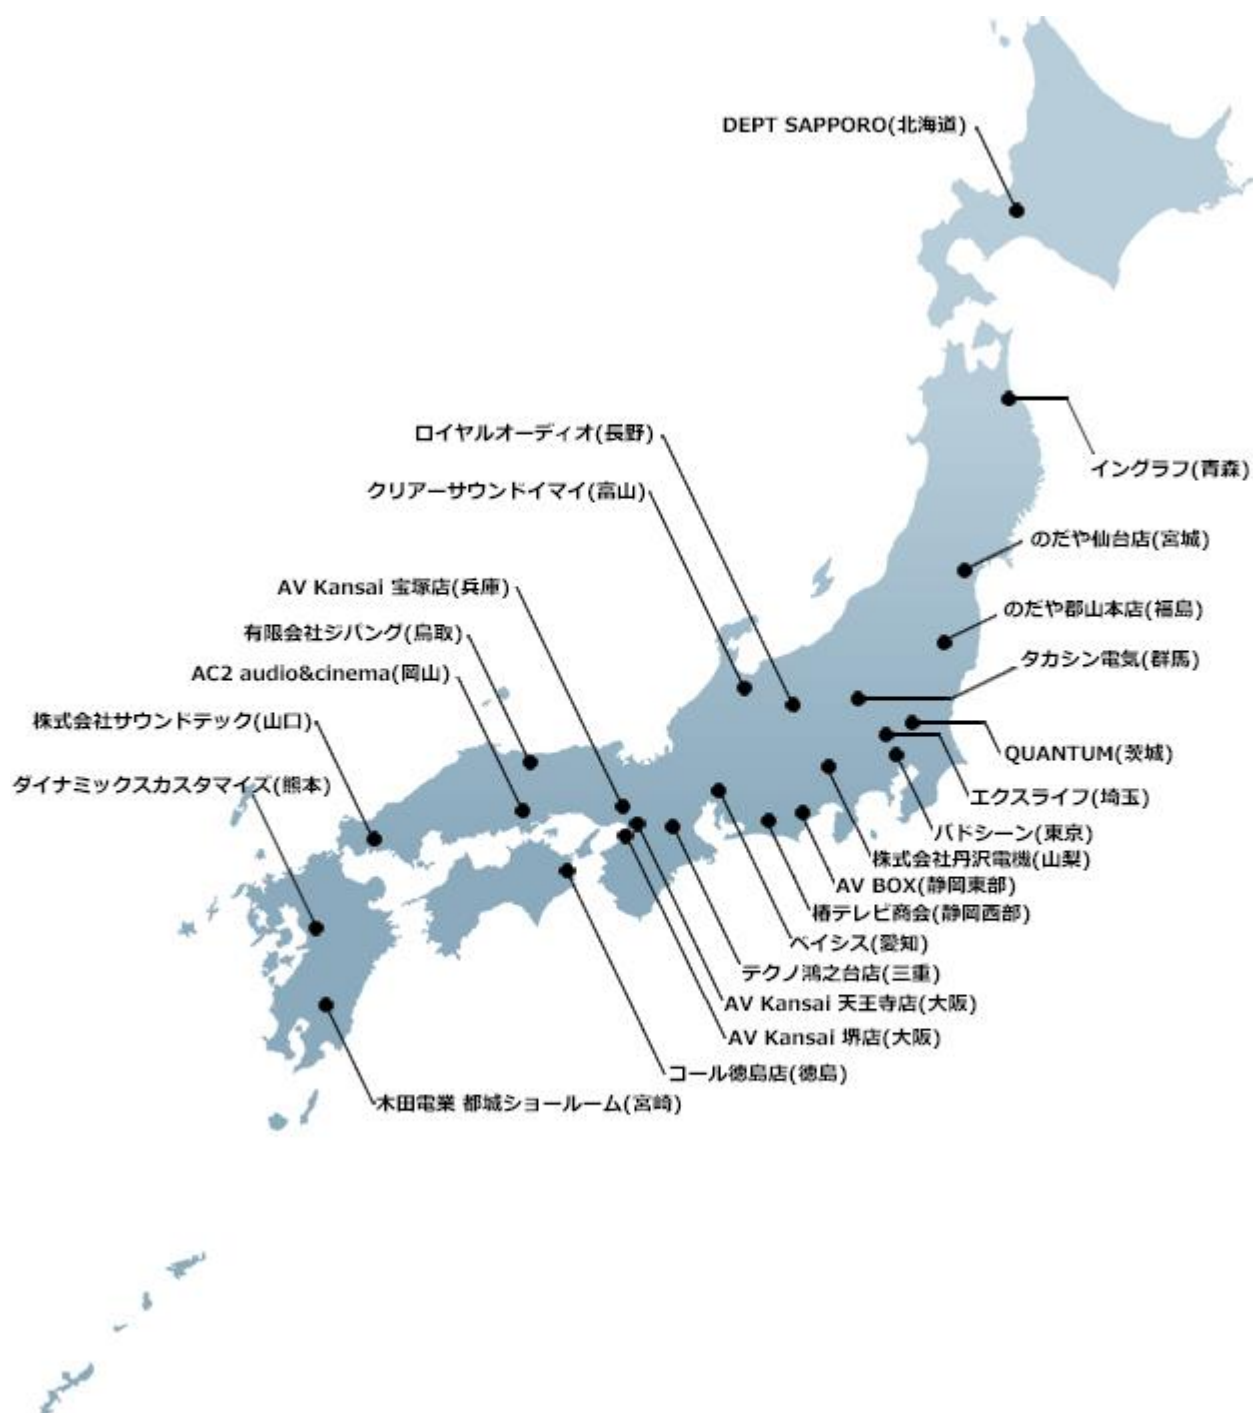 DEPT SAPPORO(北海道)
ロイヤルオーディオ(長野)
イングラフ(青森)
クリアーサウンドイマイ(富山)
のだや仙台店(宮城)
AV Kansai 宝塚店(兵庫)
のだや郡山本店(福島)
有限会社ジパング(鳥取)
タカシン電気(群馬)
AC2 audio&cinema(岡山)
株式会社サウンドテック(山口)
QUANTUM(茨城)
ダイナミックスカスタマイズ(熊本)
エクスライフ(埼玉)
バドシーン(東京)
株式会社丹沢電機(山梨)
AV BOX(静岡東部)
椿テレビ商会(静岡西部)
ベイシス(愛知)
テクノ鴻之台店(三重)
AV Kansai 天王寺店(大阪)
AV Kansai 堺店(大阪)
コール徳島店(徳島)
木田電業 都城ショールーム(宮崎)